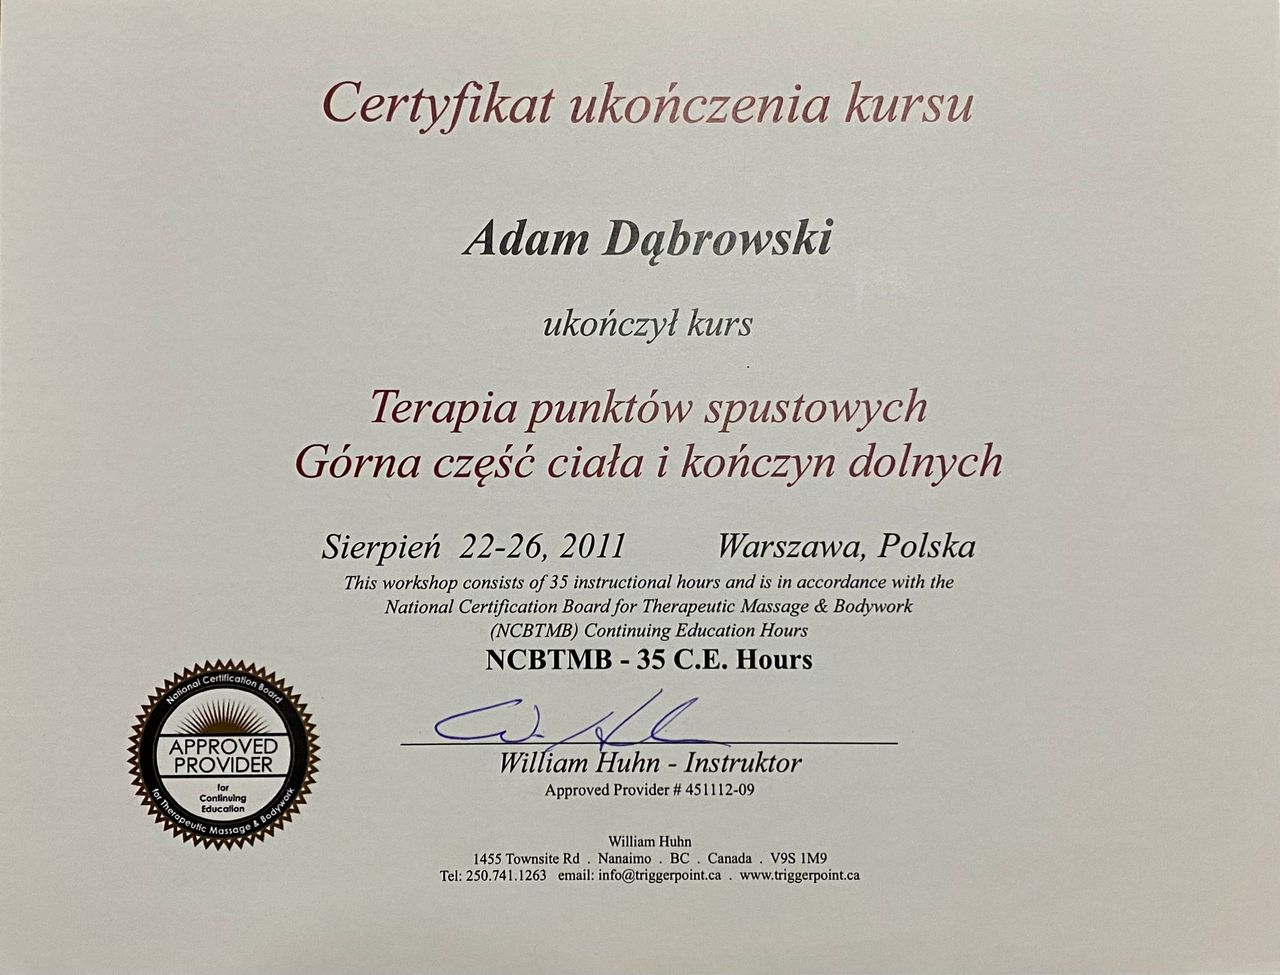 Certyfikat ukończenia kursu
Adam Dąbrowski
ukończył kurs
Terapia punktów spustowych
Górna część ciała i kończyn dolnych
Sierpień 22-26, 2011 Warszawa, Polska
This workshop consists of 35 instructional hours and is in accordance with the
National Certification Board for Therapeutic Massage & Bodywork
(NCBTMB) Continuing Education Hours
NCBTMB - 35 C.E. Hours
National Certification Board
APPROVED
PROVIDER
for
Continuing
Education
for Therapeutic Massage & Bodywork
William Huhn - Instruktor
Approved Provider # 451112-09
William Huhn
1455 Townsite Rd . Nanaimo . BC . Canada . V9S 1M9
Tel: 250.741.1263 email: info@triggerpoint.ca . www.triggerpoint.ca